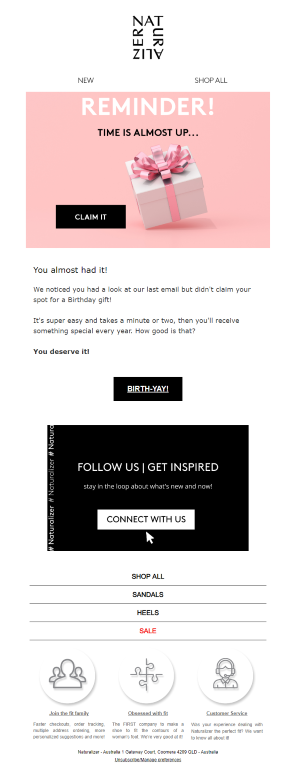 NATURALIZER
NEW SHOP ALL
REMINDER!
TIME IS ALMOST UP...
CLAIM IT
You almost had it!
We noticed you had a look at our last email but didn't claim your
spot for a Birthday gift!
It's super easy and takes a minute or two, then you'll receive
something special every year. How good is that?
You deserve it!
BIRTH-YAY!
# Naturalizer # Naturalizer # Natura
FOLLOW US | GET INSPIRED
stay in the loop about what's new and now!
CONNECT WITH US
SHOP ALL
SANDALS
HEELS
SALE
Join the fit family
Faster checkouts, order tracking,
multiple address ordering, more
personalized suggestions and more!
Obsessed with fit
The FIRST company to make a
shoe to fit the contours of a
woman's foot. We're very good at it!
Customer Service
Was your experience dealing with
Naturalizer the perfect fit? We want
to know all about it!
Naturalizer - Australia 1 Gateway Court, Coomera 4209 QLD - Australia
Unsubscribe/Manage preferences